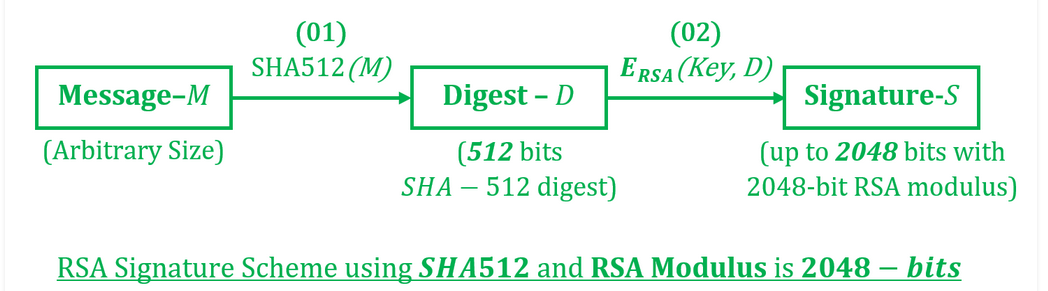 (01)
SHA512(M)
(02)
E_RSA(Key, D)
Message–M
Digest – D
Signature-S
(Arbitrary Size)
(512 bits
SHA − 512 digest)
(up to 2048 bits with
2048-bit RSA modulus)
RSA Signature Scheme using SHA512 and RSA Modulus is 2048 − bits